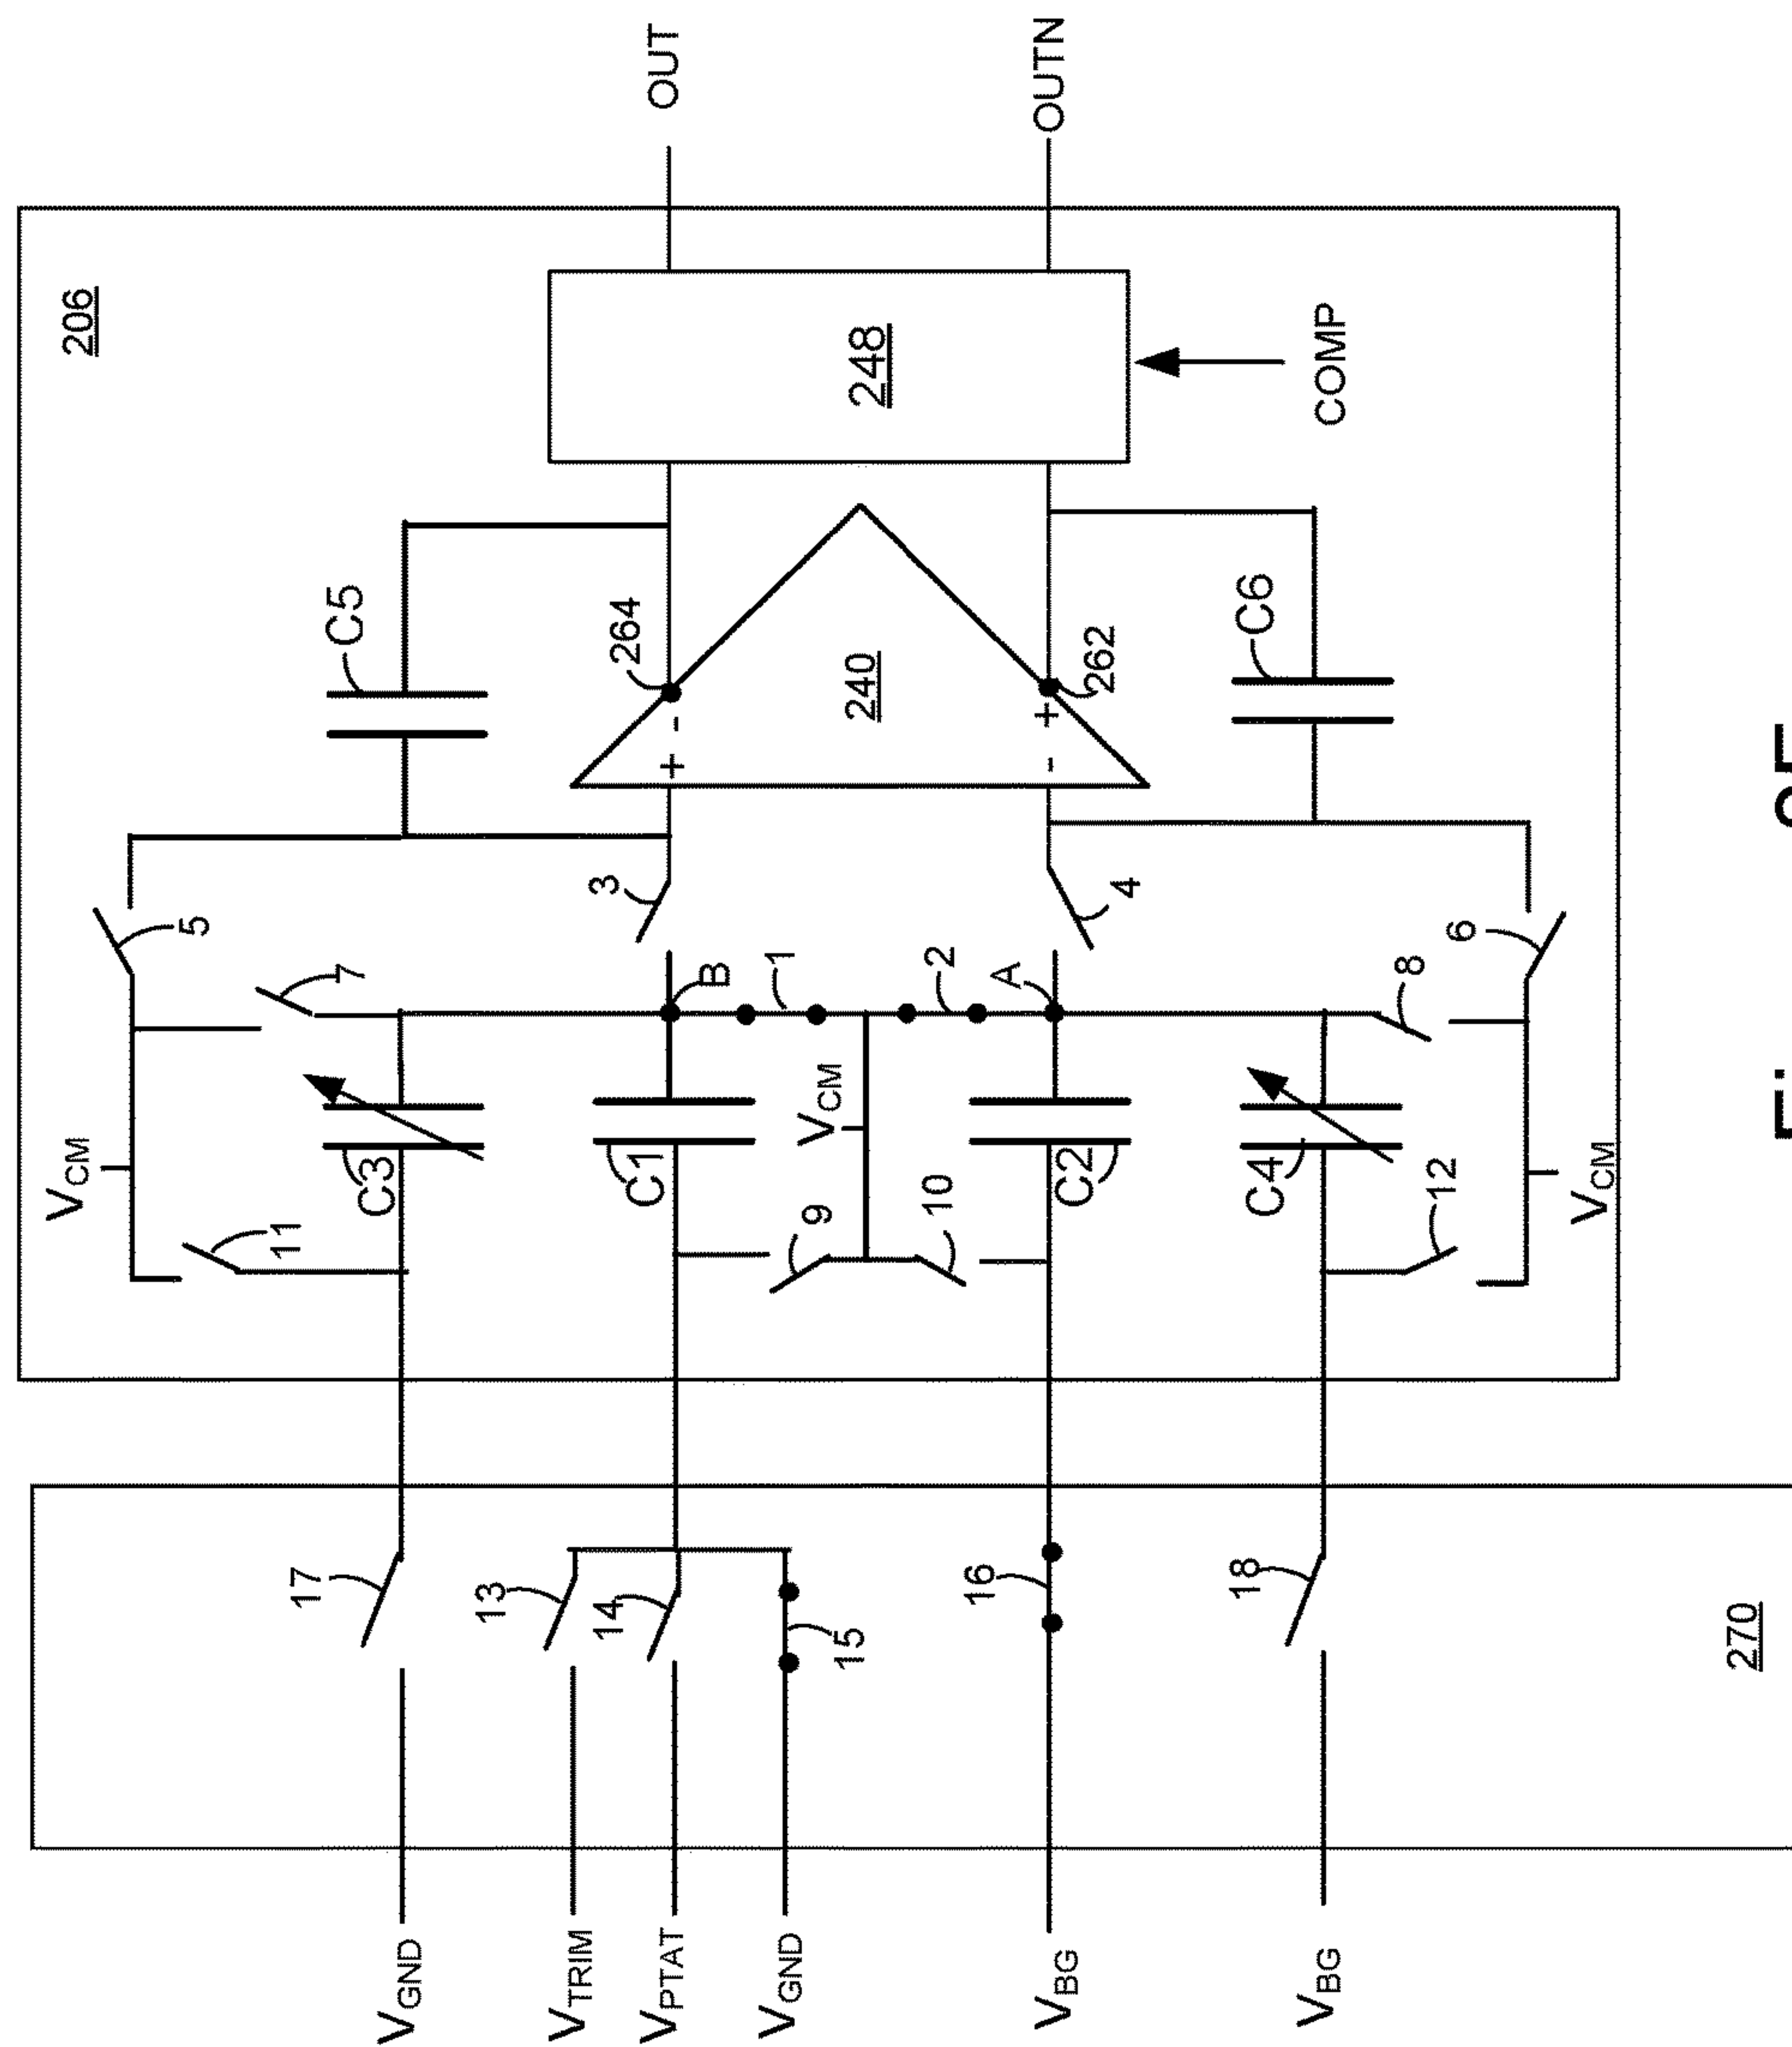 206
OUT
OUTN
COMP
248
C5
C6
264
262
240
+
-
-
+
3
4
5
6
7
8
B
1
2
A
VCM
VCM
VCM
C3
C1
C2
C4
11
9
10
12
17
13
14
15
16
18
270
VGND
VTRIM
VPTAT
VGND
VBG
VBG